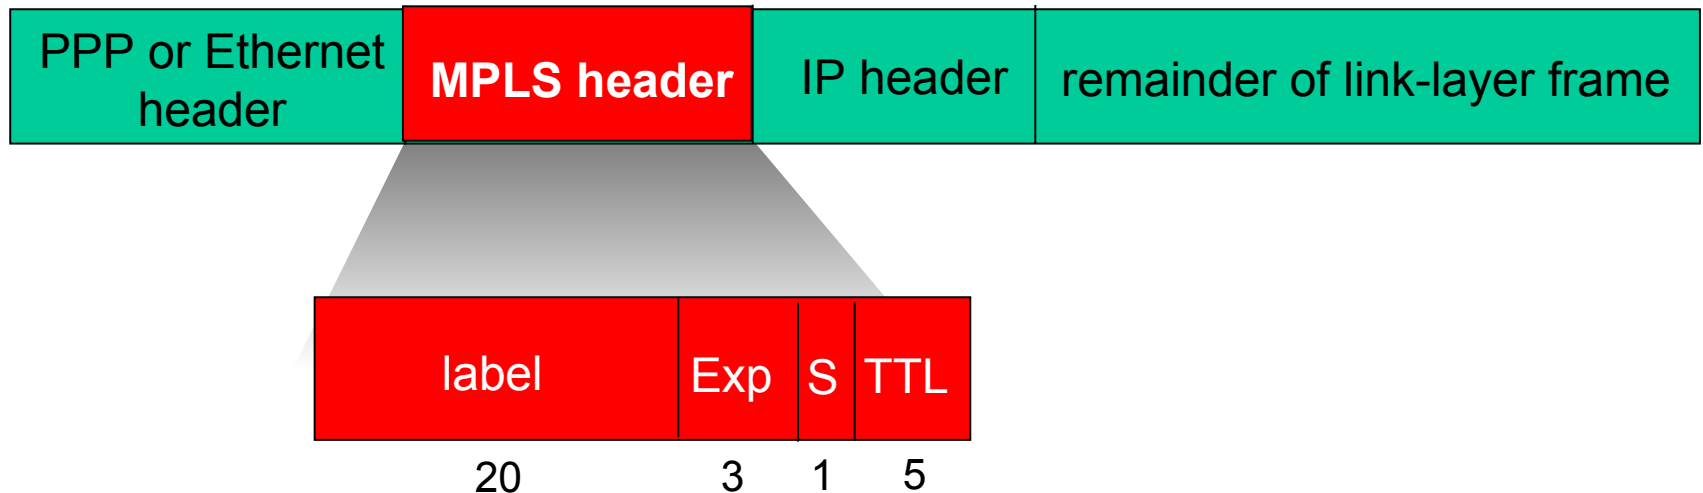 PPP or Ethernet
header
MPLS header
IP header
remainder of link-layer frame
label
Exp
S
TTL
20
3
1
5